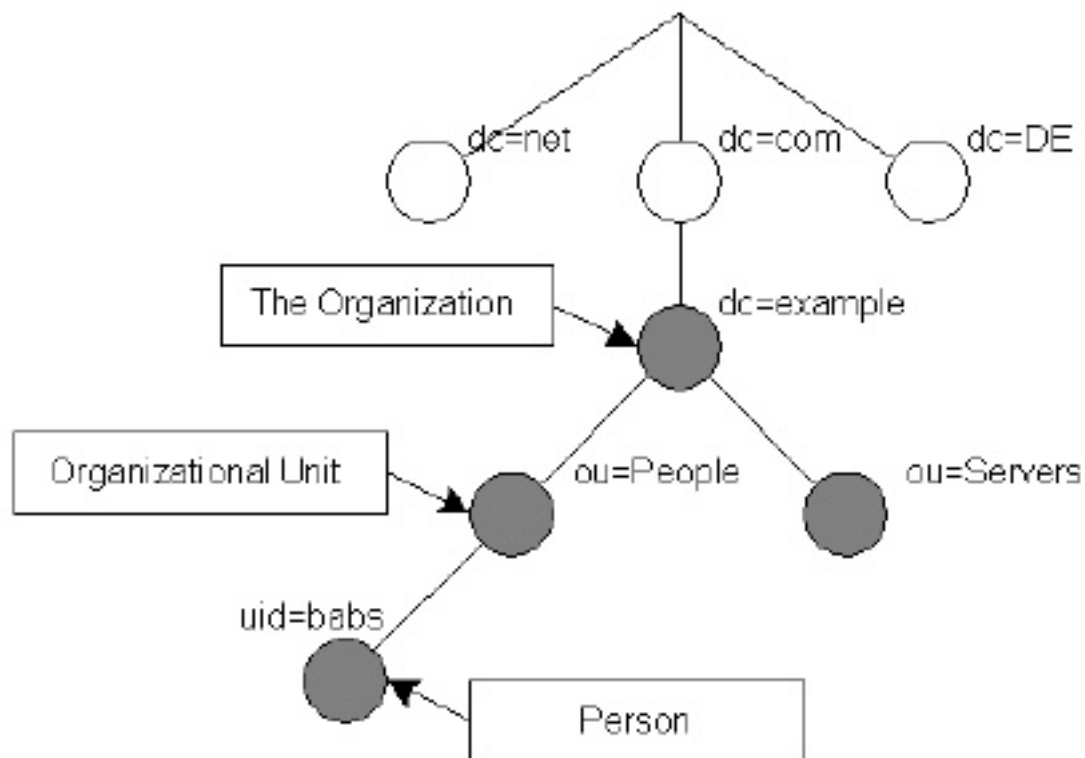 dc=net
dc=com
dc=DE
The Organization
dc=example
Organizational Unit
ou=People
ou=Servers
uid=babs
Person